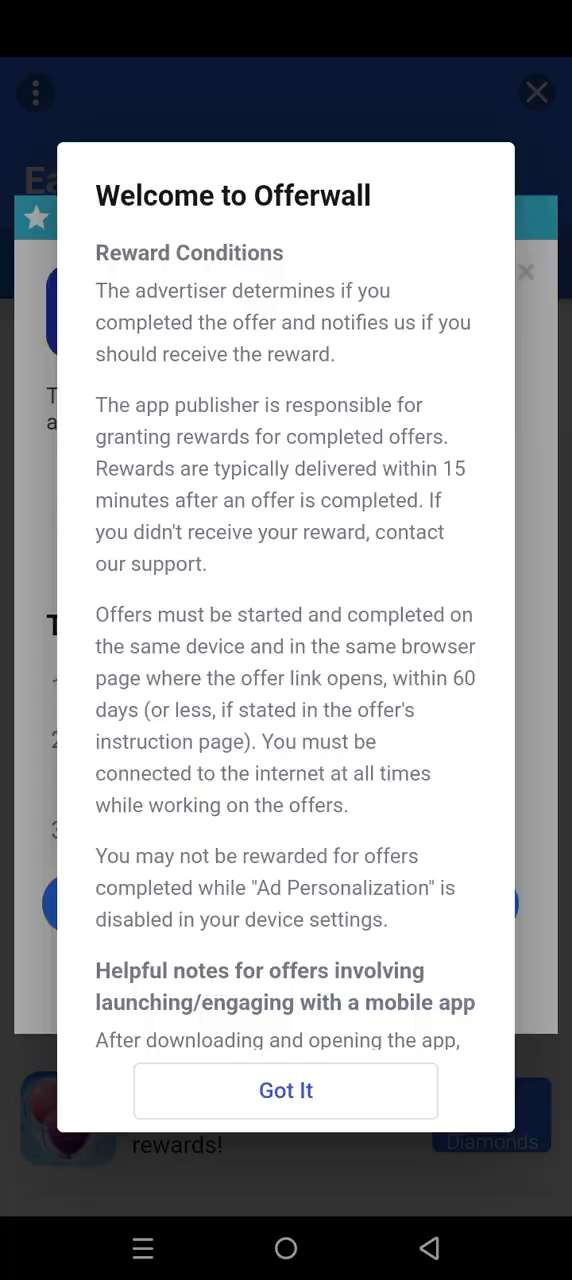 Ea
Welcome to Offerwall
Reward Conditions
The advertiser determines if you
completed the offer and notifies us if you
should receive the reward.
The app publisher is responsible for
granting rewards for completed offers.
Rewards are typically delivered within 15
minutes after an offer is completed. If
you didn't receive your reward, contact
our support.
Offers must be started and completed on
the same device and in the same browser
page where the offer link opens, within 60
days (or less, if stated in the offer's
instruction page). You must be
connected to the internet at all times
while working on the offers.
You may not be rewarded for offers
completed while "Ad Personalization" is
disabled in your device settings.
Helpful notes for offers involving
launching/engaging with a mobile app
After downloading and opening the app,
Got It
rewards!
Diamonds